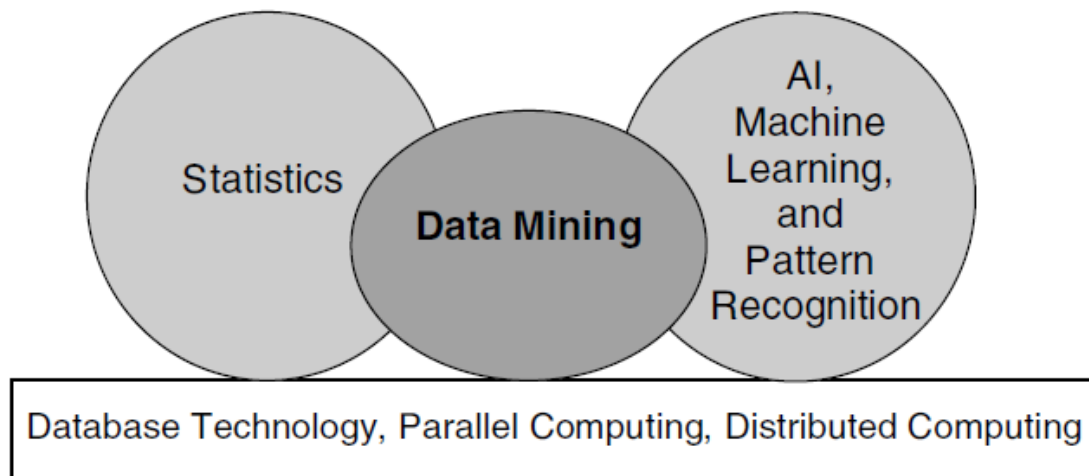 Statistics
Data Mining
AI,
Machine
Learning,
and
Pattern
Recognition
Database Technology, Parallel Computing, Distributed Computing